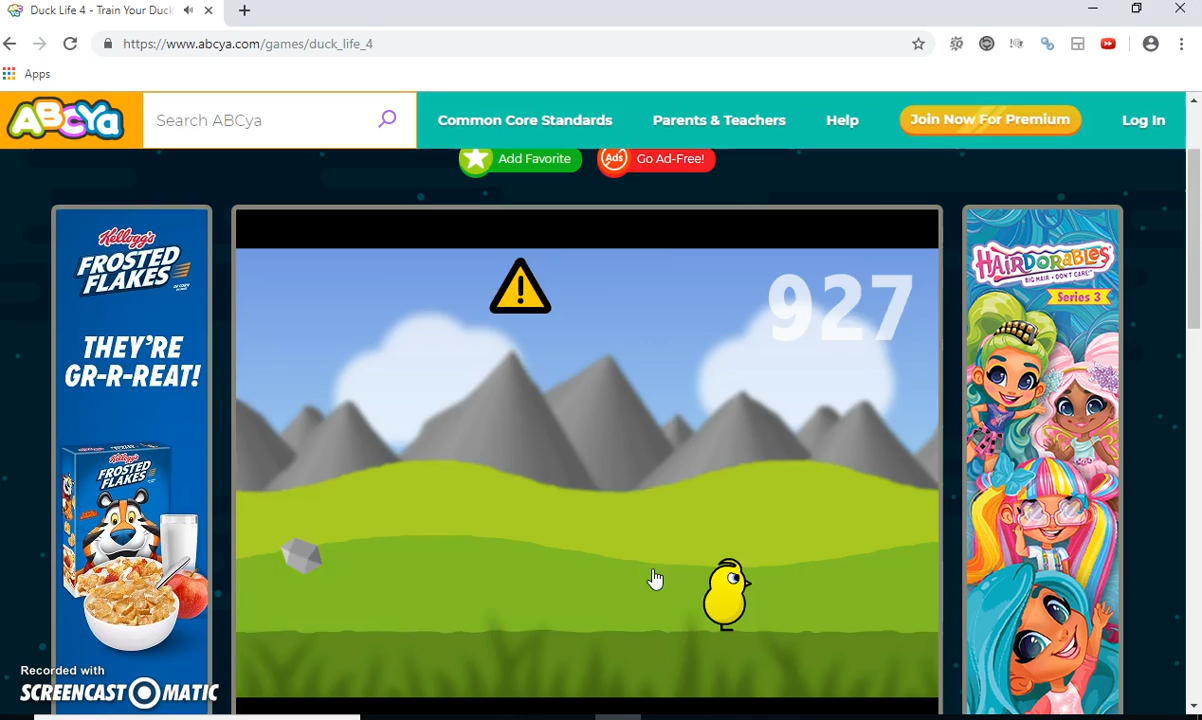 Duck Life 4 - Train Your Duck
https://www.abcya.com/games/duck_life_4
Apps
ABCYa
Search ABCya
Common Core Standards
Parents & Teachers
Help
Join Now For Premium
Log In
Add Favorite
Ads
Go Ad-Free!
Kellogg's
FROSTED
FLAKES
THEY'RE
GR-R-REAT!
Kellogg's
FROSTED
FLAKES
!
927
HAIRDORABLES
BIG HAIR • DON'T CARE
Series 3
Recorded with
SCREENCAST O MATIC